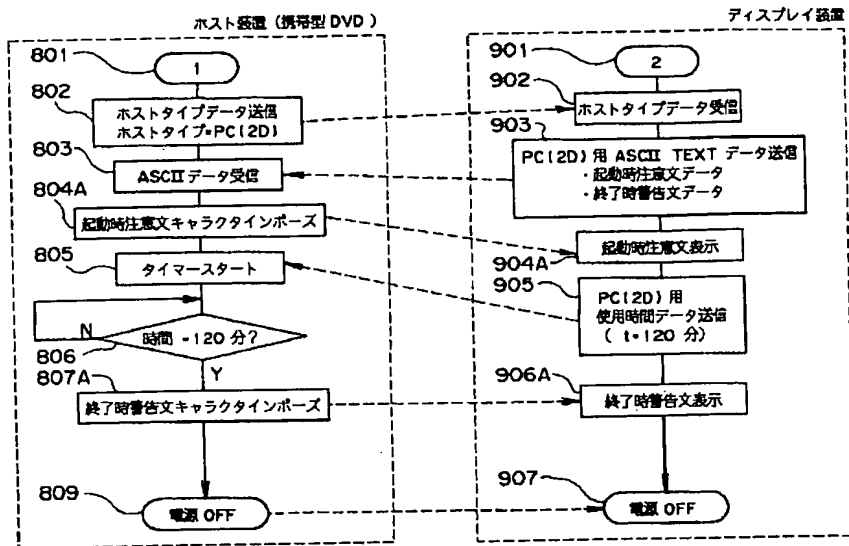 ホスト装置 (携帯型 DVD )
801
1
802
ホストタイプデータ送信
ホストタイプ=PC(2D)
803
ASCIIデータ受信
804A
起動時注意文キャラクタインポーズ
805
タイマースタート
N
時間 =120 分?
806
Y
807A
終了時警告文キャラクタインポーズ
809
電源 OFF
ディスプレイ装置
901
2
902
ホストタイプデータ受信
903
PC(2D)用 ASCII TEXT データ送信
・起動時注意文データ
・終了時警告文データ
起動時注意文表示
904A
905
PC(2D)用
使用時間データ送信
( t=120 分)
906A
終了時警告文表示
907
電源 OFF